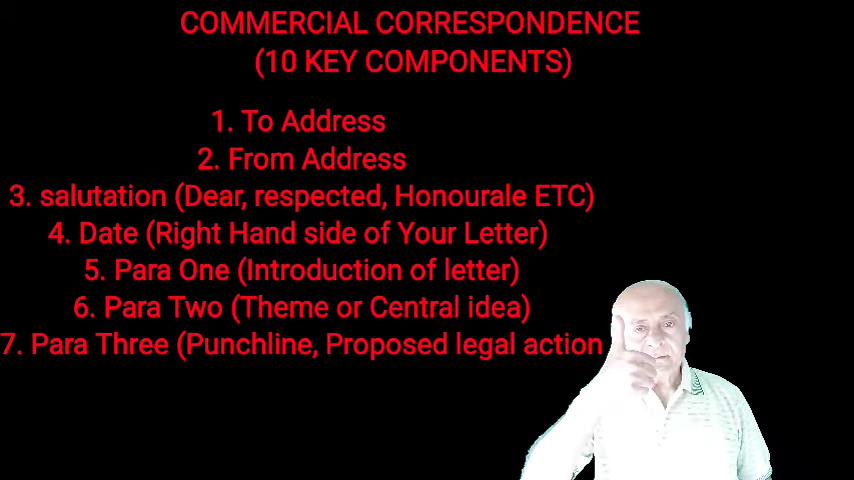 COMMERCIAL CORRESPONDENCE
(10 KEY COMPONENTS)
1. To Address
2. From Address
3. salutation (Dear, respected, Honourale ETC)
4. Date (Right Hand side of Your Letter)
5. Para One (Introduction of letter)
6. Para Two (Theme or Central idea)
7. Para Three (Punchline, Proposed legal action